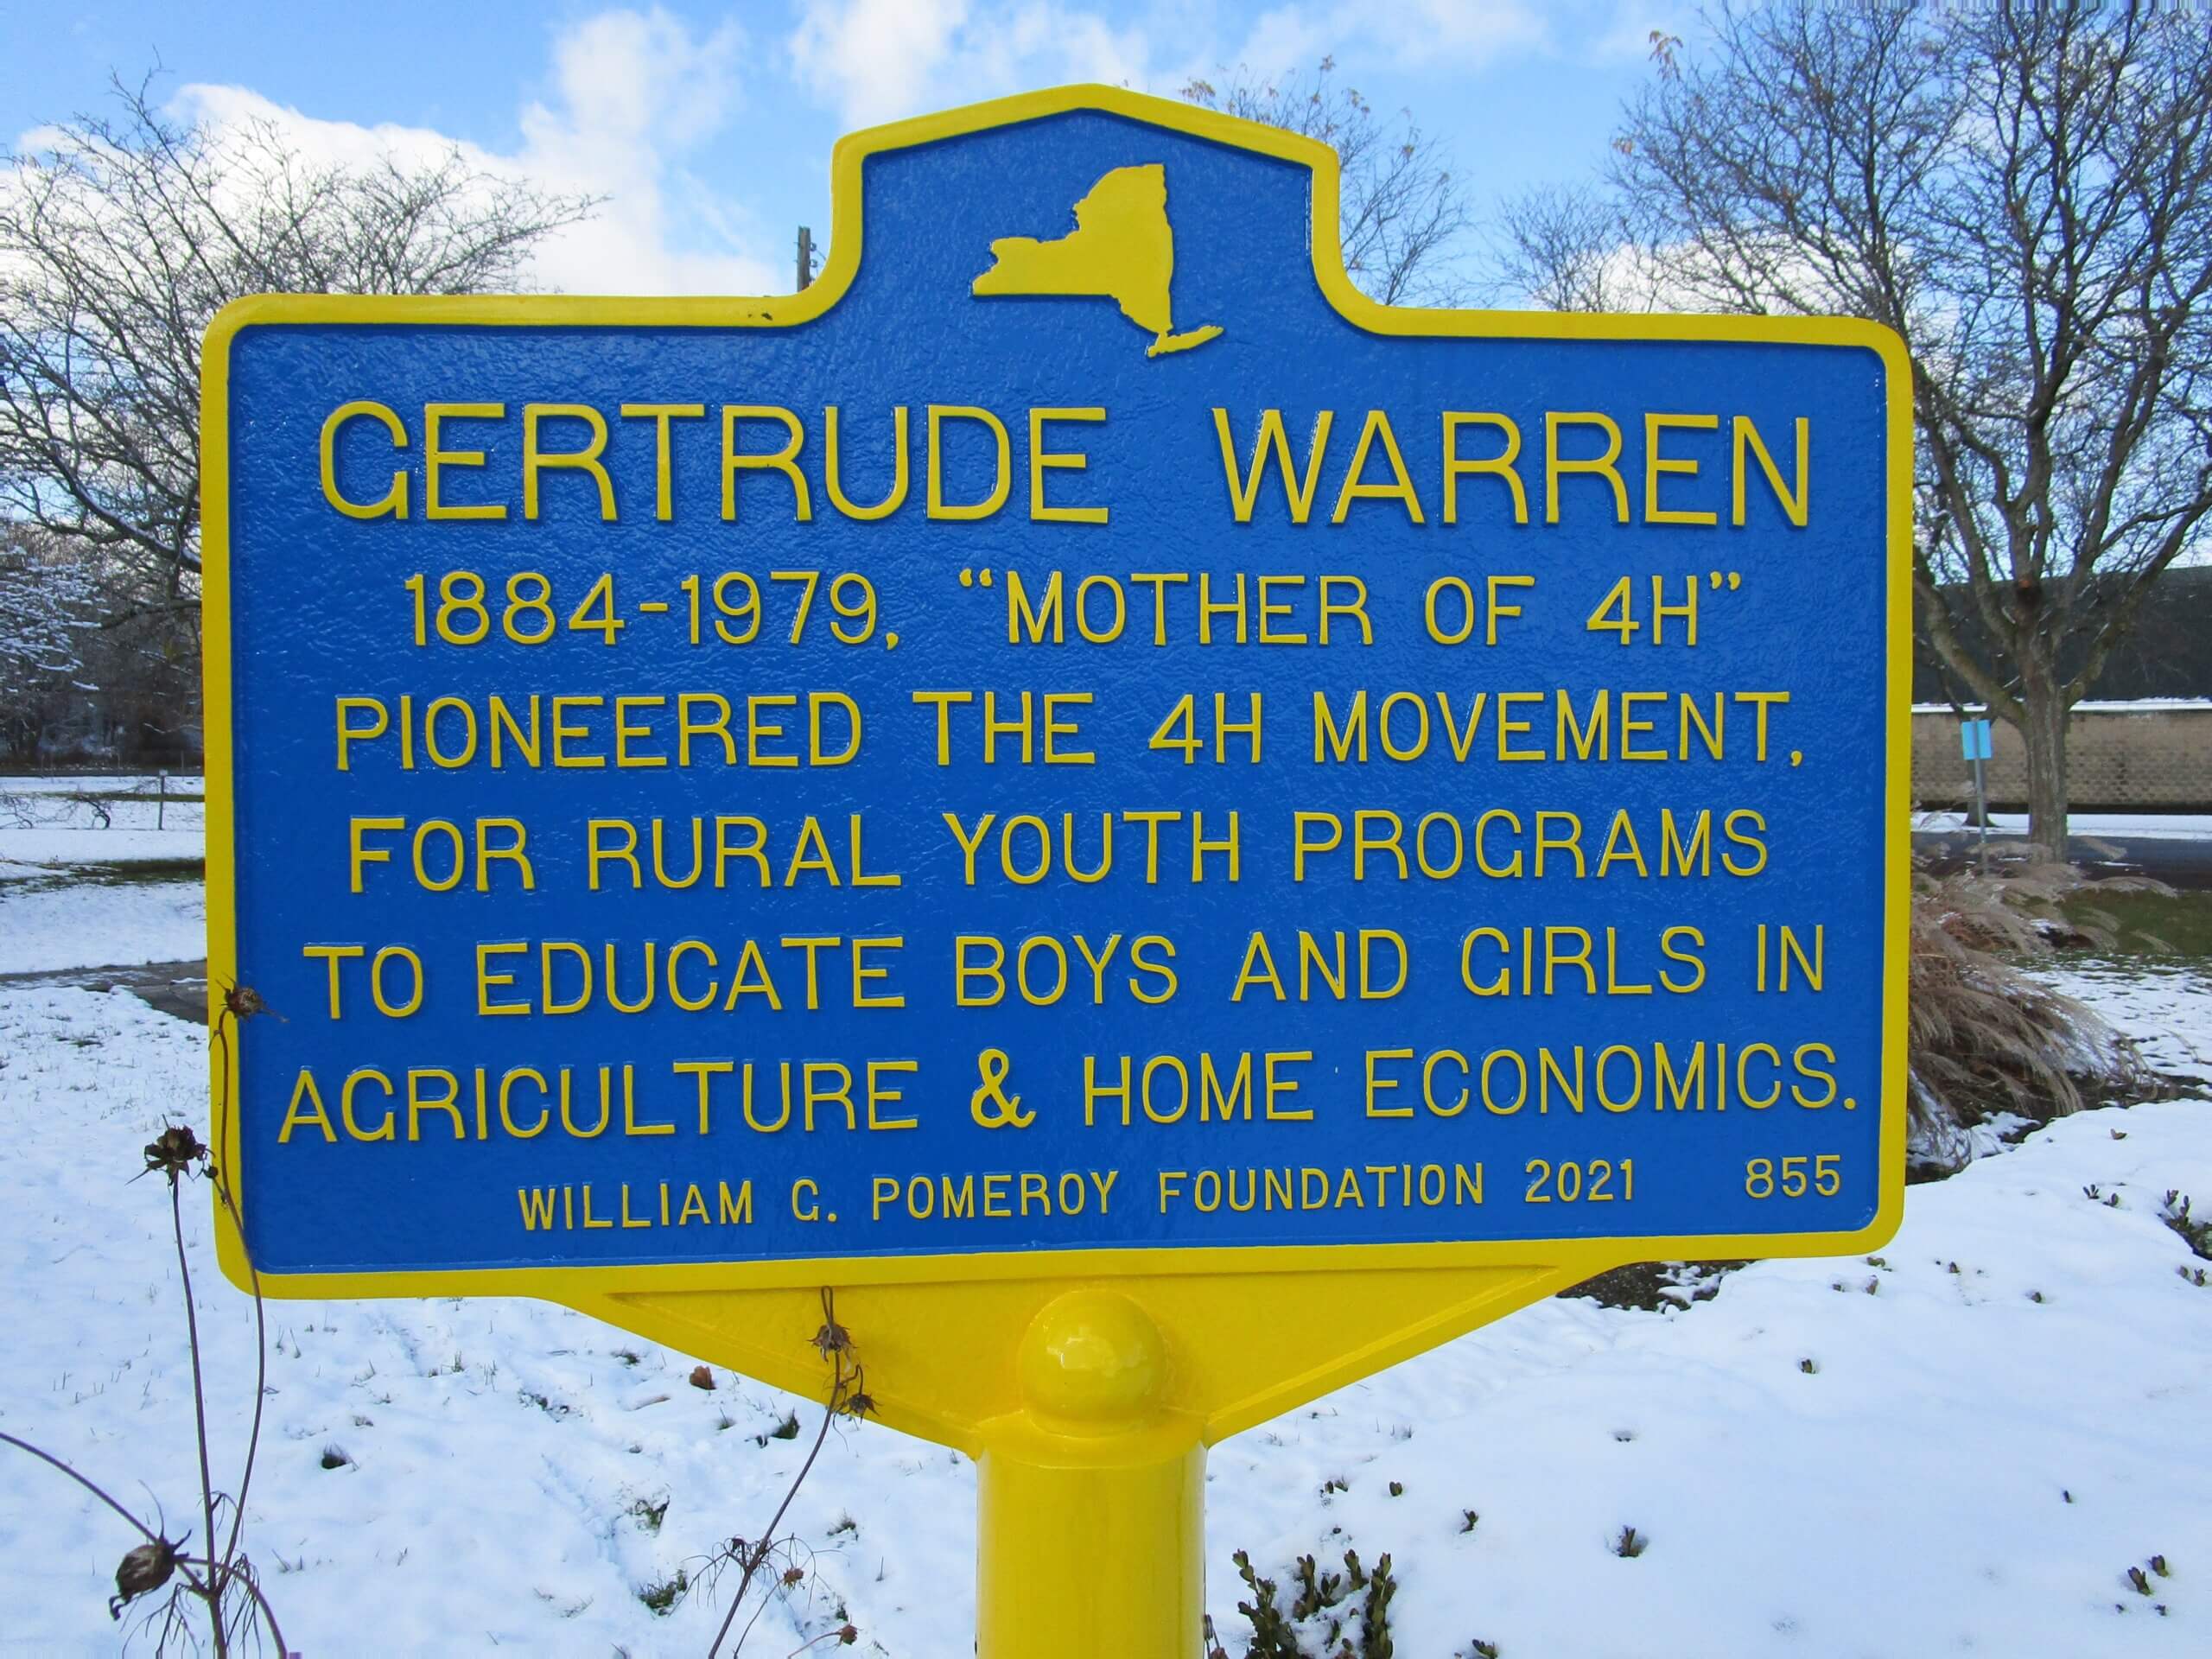 GERTRUDE WARREN
1884-1979, “MOTHER OF 4H”
PIONEERED THE 4H MOVEMENT,
FOR RURAL YOUTH PROGRAMS
TO EDUCATE BOYS AND GIRLS IN
AGRICULTURE & HOME ECONOMICS.
WILLIAM G. POMEROY FOUNDATION 2021 855